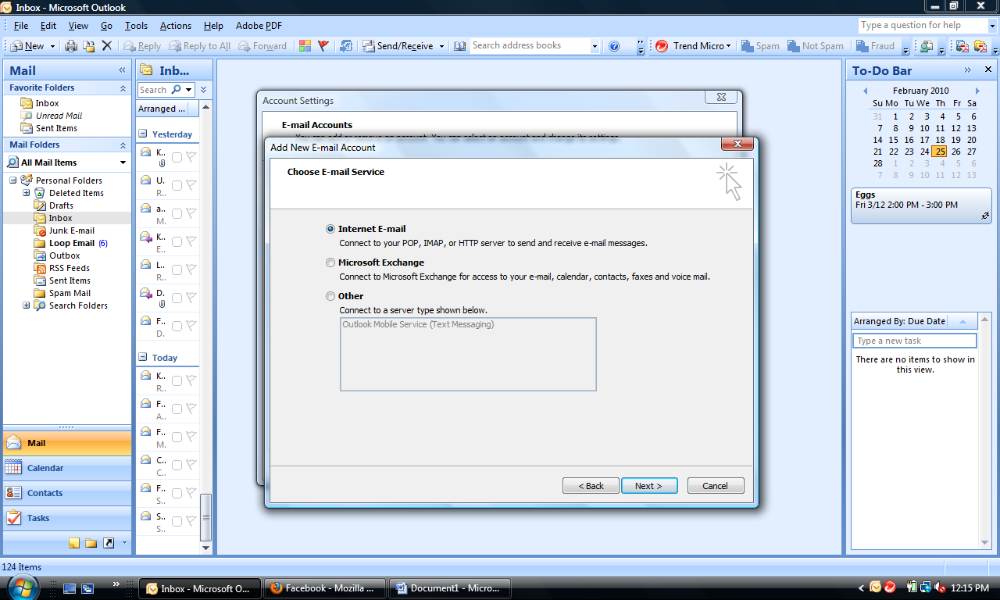 Inbox - Microsoft Outlook
File Edit View Go Tools Actions Help Adobe PDF
Type a question for help
New Reply Reply to All Forward Send/Receive Search address books Trend Micro Spam Not Spam Fraud
Mail
Favorite Folders
Inbox
Unread Mail
Sent Items
Mail Folders
All Mail Items
Personal Folders
Deleted Items
Drafts
Inbox
Junk E-mail
Loop Email (6)
Outbox
RSS Feeds
Sent Items
Spam Mail
Search Folders
Mail
Calendar
Contacts
Tasks
Inb...
Search
Arranged ...
Yesterday
K..
U..
R..
a..
M..
K..
E..
L..
R..
D..
F..
D..
Today
K..
R..
F..
A..
F..
M..
C..
C..
F..
S..
S..
S..
Account Settings
E-mail Accounts
You can add or remove an account. You can select an account and change its settings.
Add New E-mail Account
Choose E-mail Service
Internet E-mail
Connect to your POP, IMAP, or HTTP server to send and receive e-mail messages.
Microsoft Exchange
Connect to Microsoft Exchange for access to your e-mail, calendar, contacts, faxes and voice mail.
Other
Connect to a server type shown below.
Outlook Mobile Service (Text Messaging)
< Back Next > Cancel
To-Do Bar
February 2010
Su Mo Tu We Th Fr Sa
31 1 2 3 4 5 6
7 8 9 10 11 12 13
14 15 16 17 18 19 20
21 22 23 24 25 26 27
28 1 2 3 4 5 6
7 8 9 10 11 12 13
Eggs
Fri 3/12 2:00 PM - 3:00 PM
Arranged By: Due Date
Type a new task
There are no items to show in
this view.
124 Items
Inbox - Microsoft O... Facebook - Mozilla ... Document1 - Micro... 12:15 PM